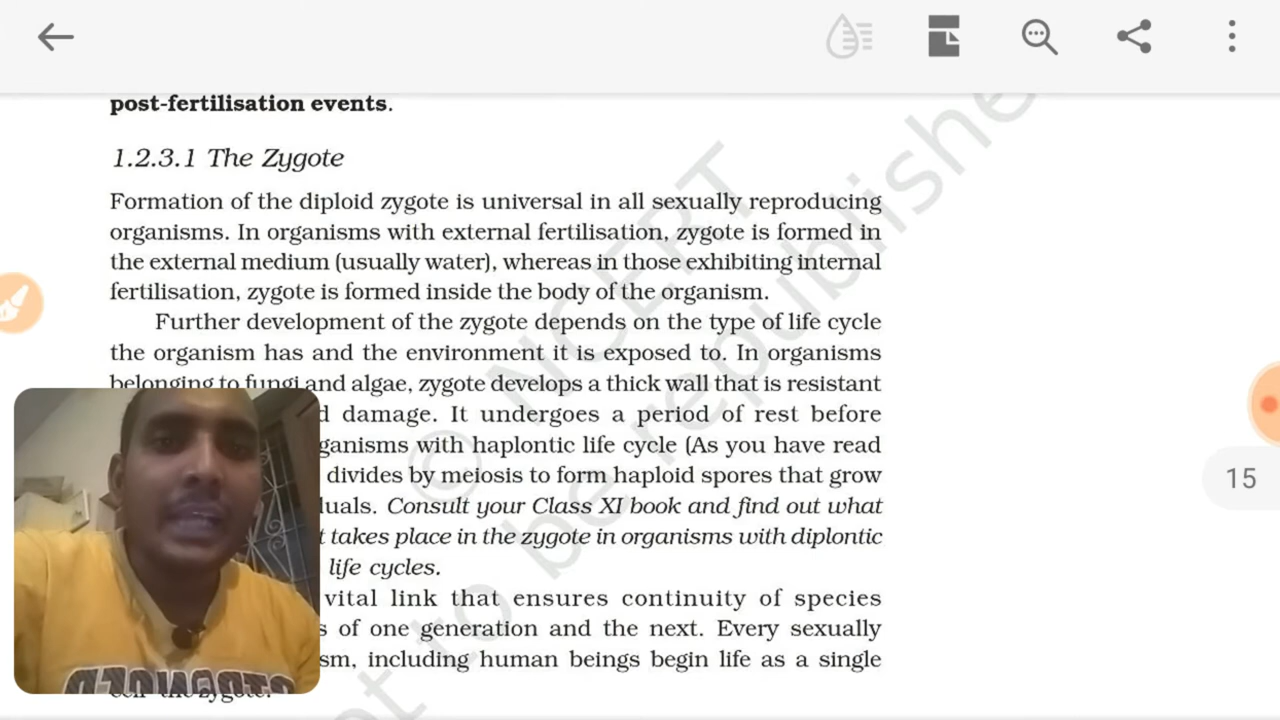 post-fertilisation events.
1.2.3.1 The Zygote
Formation of the diploid zygote is universal in all sexually reproducing
organisms. In organisms with external fertilisation, zygote is formed in
the external medium (usually water), whereas in those exhibiting internal
fertilisation, zygote is formed inside the body of the organism.
Further development of the zygote depends on the type of life cycle
the organism has and the environment it is exposed to. In organisms
belonging to fungi and algae, zygote develops a thick wall that is resistant
damage. It undergoes a period of rest before
ganisms with haplontic life cycle (As you have read
divides by meiosis to form haploid spores that grow
luals. Consult your Class XI book and find out what
t takes place in the zygote in organisms with diplontic
life cycles.
vital link that ensures continuity of species
s of one generation and the next. Every sexually
sm, including human beings begin life as a single
15
© NCERT
not to be republished